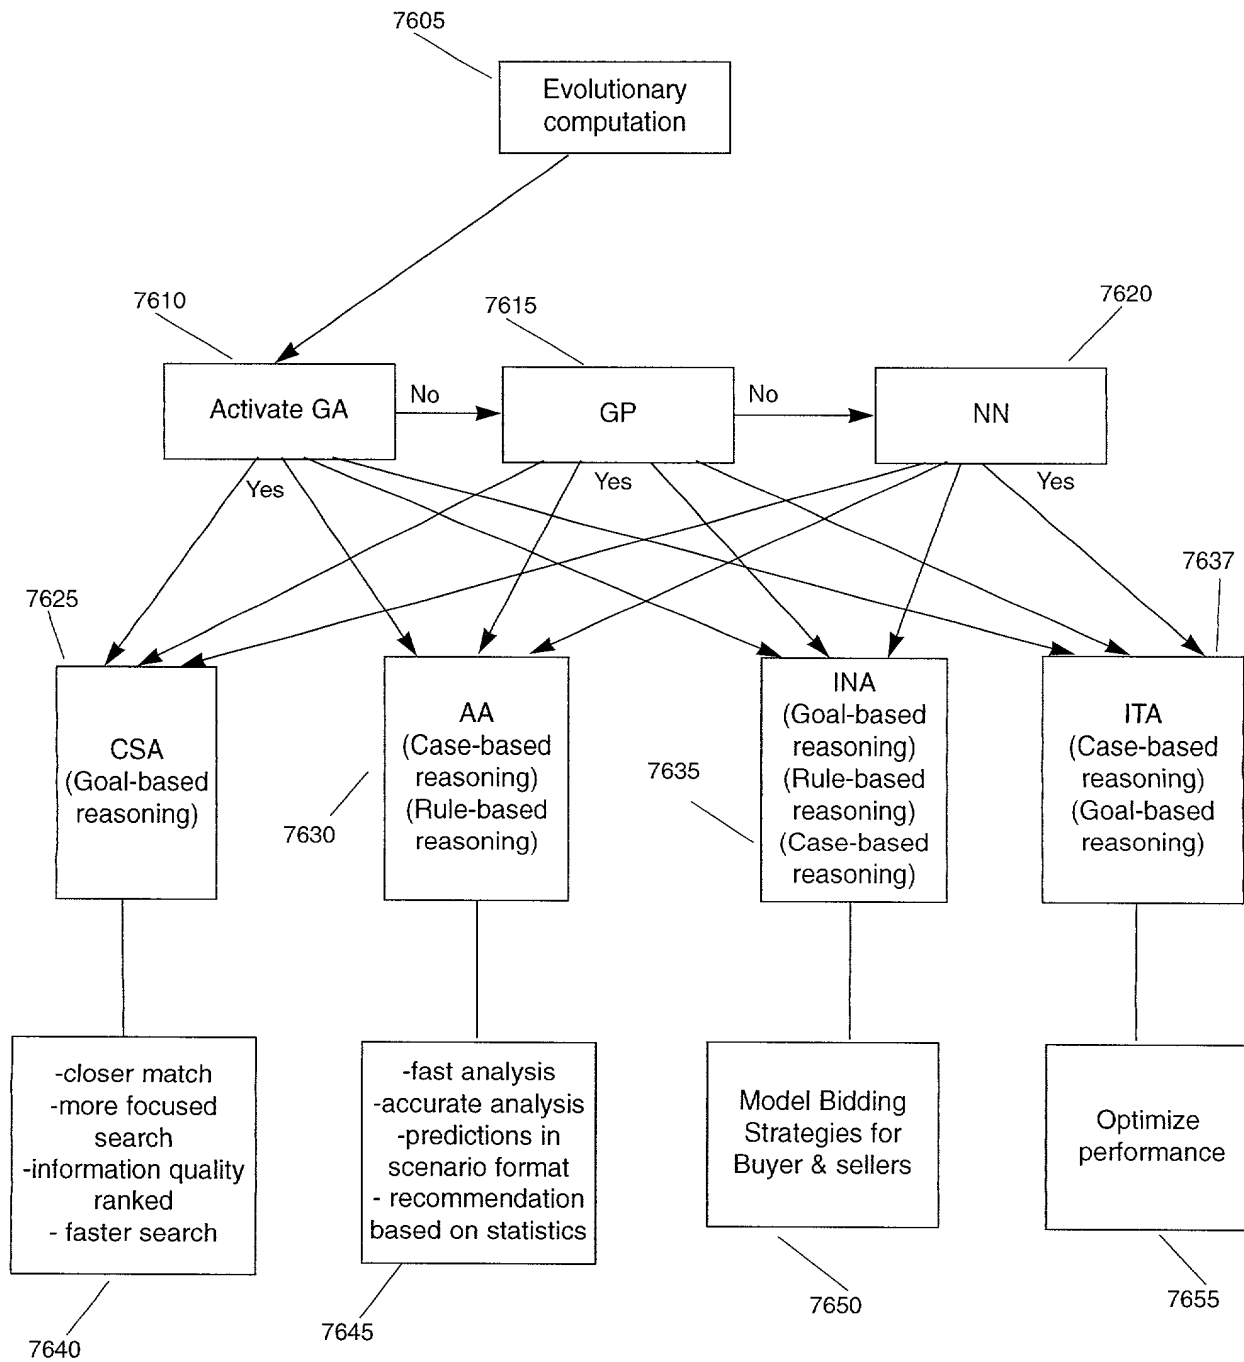 7605
Evolutionary
computation
7610
7615
7620
Activate GA
No
GP
No
NN
Yes
Yes
Yes
7625
7637
CSA
(Goal-based
reasoning)
AA
(Case-based
reasoning)
(Rule-based
reasoning)
7630
INA
(Goal-based
reasoning)
(Rule-based
reasoning)
(Case-based
reasoning)
7635
ITA
(Case-based
reasoning)
(Goal-based
reasoning)
-closer match
-more focused
search
-information quality
ranked
- faster search
-fast analysis
-accurate analysis
-predictions in
scenario format
- recommendation
based on statistics
Model Bidding
Strategies for
Buyer & sellers
Optimize
performance
7640
7645
7650
7655